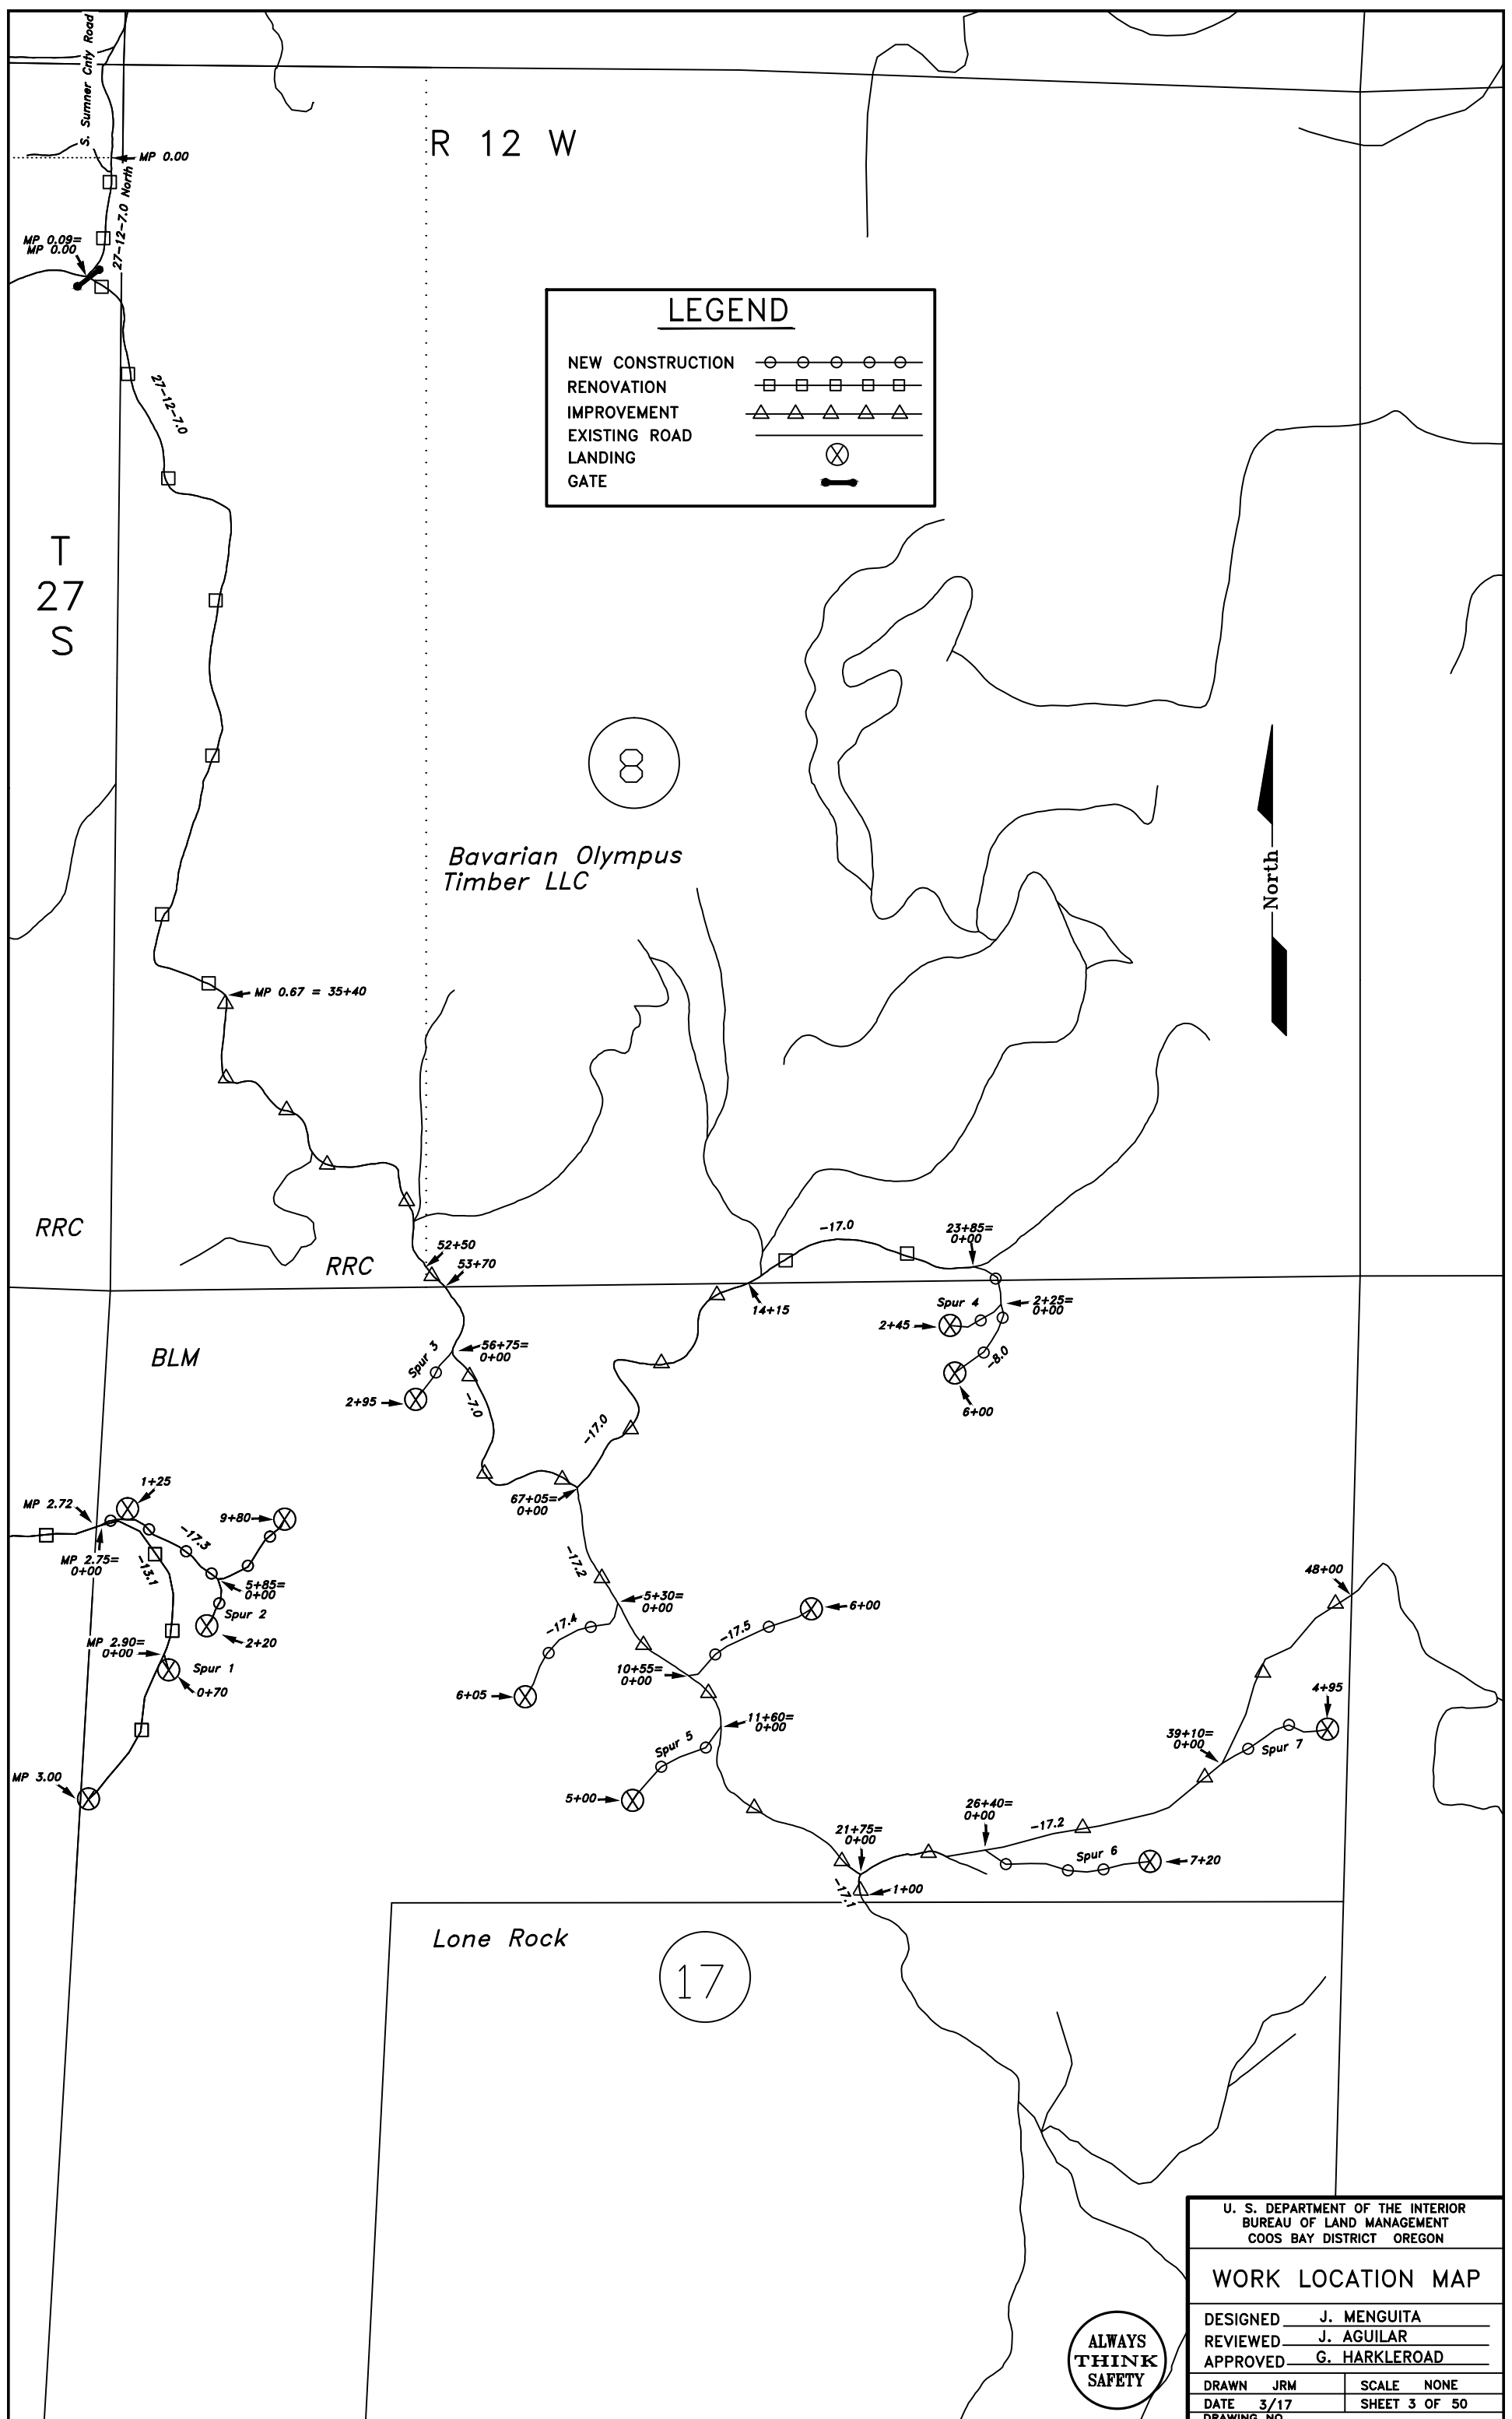 S. Sumner Cnty Road
MP 0.00
R 12 W
27-12-7.0 North
MP 0.09=
MP 0.00
LEGEND
NEW CONSTRUCTION
RENOVATION
IMPROVEMENT
EXISTING ROAD
LANDING
GATE
27-12-7.0
T
27
S
8
Bavarian Olympus
Timber LLC
North
MP 0.67 = 35+40
RRC
RRC
52+50
53+70
-17.0
23+85=
0+00
14+15
Spur 4
2+25=
0+00
2+45
-8.0
6+00
BLM
56+75=
0+00
Spur 3
2+95
-7.0
-17.0
67+05=
0+00
1+25
MP 2.72
9+80
-17.3
MP 2.75=
0+00
-13.1
5+85=
0+00
Spur 2
2+20
MP 2.90=
0+00
Spur 1
0+70
MP 3.00
-17.2
5+30=
0+00
-17.4
6+05
6+00
-17.5
10+55=
0+00
11+60=
0+00
Spur 5
5+00
48+00
4+95
39+10=
0+00
Spur 7
26+40=
0+00
-17.2
21+75=
0+00
Spur 6
7+20
1+00
-17.1
Lone Rock
17
ALWAYS
THINK
SAFETY
U. S. DEPARTMENT OF THE INTERIOR
BUREAU OF LAND MANAGEMENT
COOS BAY DISTRICT OREGON
WORK LOCATION MAP
DESIGNED J. MENGUITA
REVIEWED J. AGUILAR
APPROVED G. HARKLEROAD
DRAWN JRM SCALE NONE
DATE 3/17 SHEET 3 OF 50
DRAWING NO.